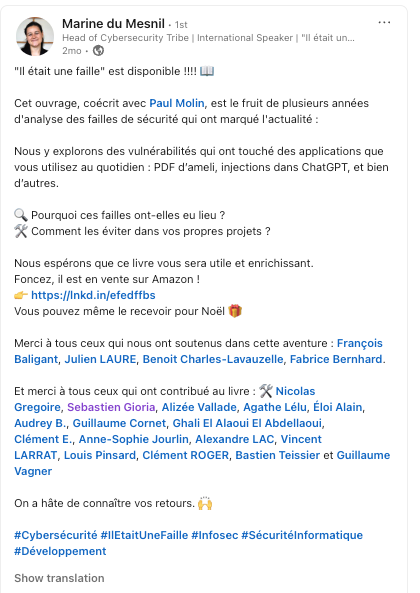 Marine du Mesnil • 1st
Head of Cybersecurity Tribe | International Speaker | "Il était un...
2mo •
"Il était une faille" est disponible !!!! 📖
Cet ouvrage, coécrit avec Paul Molin, est le fruit de plusieurs années
d'analyse des failles de sécurité qui ont marqué l'actualité :
Nous y explorons des vulnérabilités qui ont touché des applications que
vous utilisez au quotidien : PDF d’ameli, injections dans ChatGPT, et bien
d’autres.
🔍 Pourquoi ces failles ont-elles eu lieu ?
🛠️ Comment les éviter dans vos propres projets ?
Nous espérons que ce livre vous sera utile et enrichissant.
Foncez, il est en vente sur Amazon !
👉 https://lnkd.in/efedffbs
Vous pouvez même le recevoir pour Noël 🎁
Merci à tous ceux qui nous ont soutenus dans cette aventure : François
Baligant, Julien LAURE, Benoit Charles-Lavauzelle, Fabrice Bernhard.
Et merci à tous ceux qui ont contribué au livre : 🛠️ Nicolas
Gregoire, Sebastien Gioria, Alizée Vallade, Agathe Lélu, Éloi Alain,
Audrey B., Guillaume Cornet, Ghali El Alaoui El Abdellaoui,
Clément E., Anne-Sophie Jourlin, Alexandre LAC, Vincent
LARRAT, Louis Pinsard, Clément ROGER, Bastien Teissier et Guillaume
Vagner
On a hâte de connaître vos retours. 🙌
#Cybersécurité #IlEtaitUneFaille #Infosec #SécuritéInformatique
#Développement
Show translation